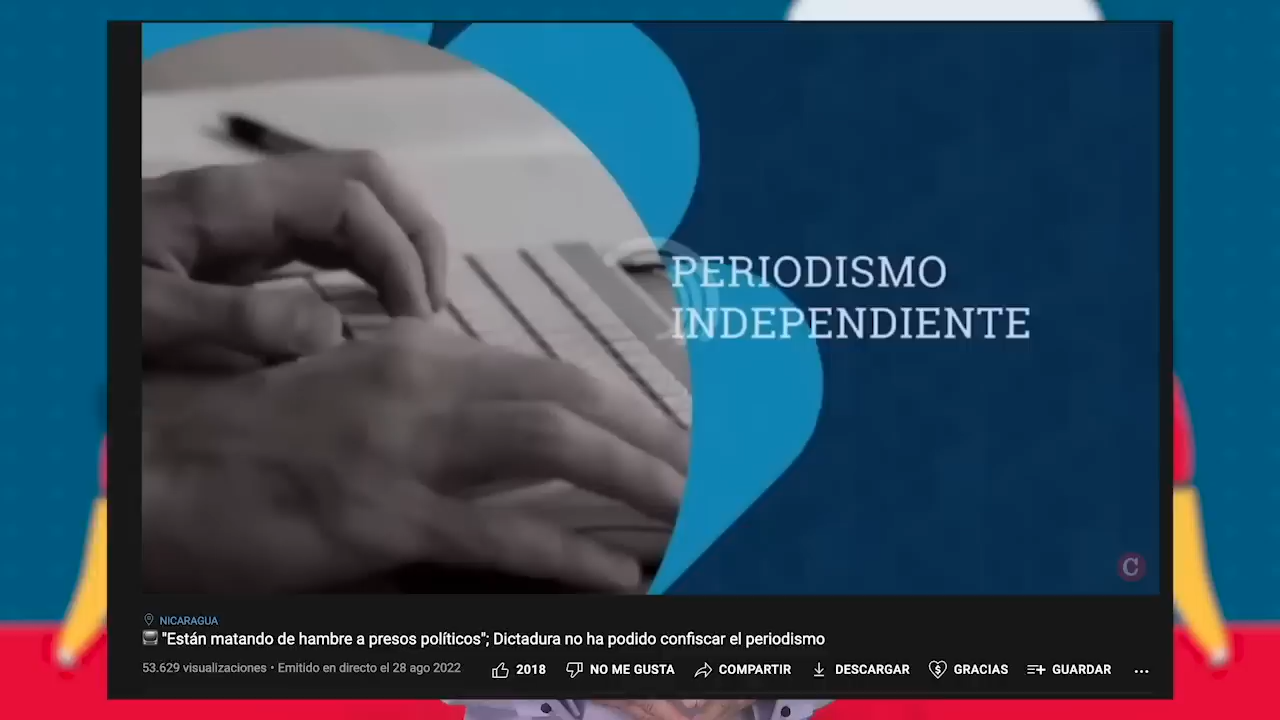 PERIODISMO
INDEPENDIENTE
C
NICARAGUA
"Están matando de hambre a presos políticos"; Dictadura no ha podido confiscar el periodismo
53.629 visualizaciones • Emitido en directo el 28 ago 2022
2018 NO ME GUSTA COMPARTIR DESCARGAR GRACIAS GUARDAR ...